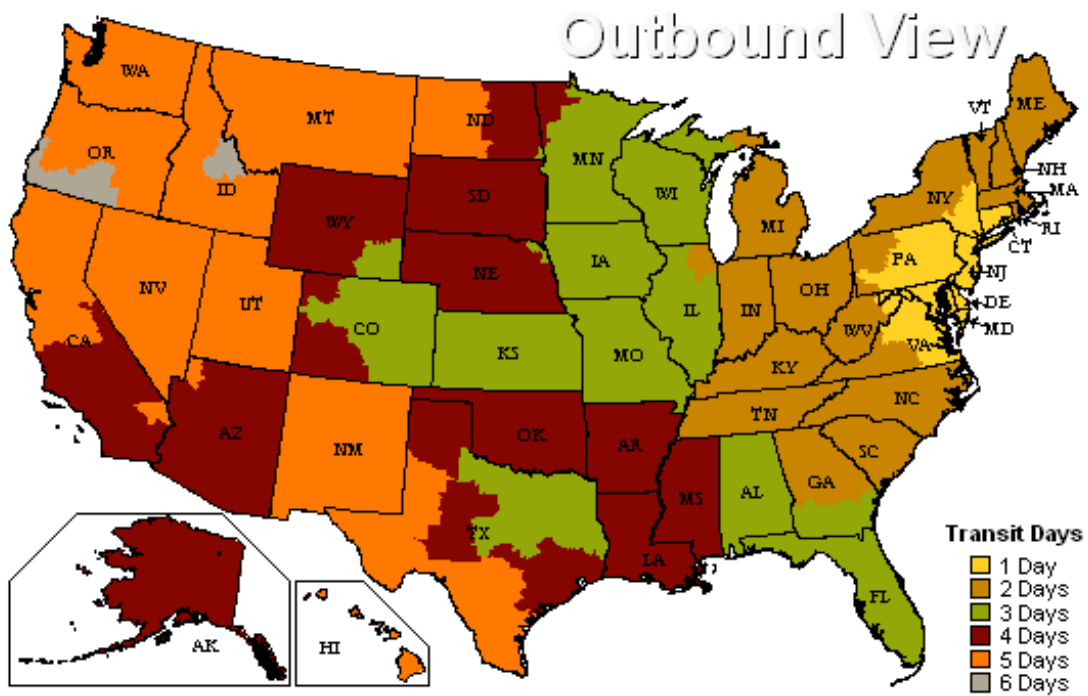 Outbound View
WA
MT
ND
OR
ID
MN
VT
ME
SD
WI
NY
NH
MA
WY
MI
RI
CT
NE
IA
PA
NJ
NV
UT
OH
IN
IL
DE
MD
CO
WV
CA
KS
MO
VA
KY
NC
TN
AZ
NM
OK
AR
SC
GA
AL
MS
TX
LA
FL
AK
HI
Transit Days
1 Day
2 Days
3 Days
4 Days
5 Days
6 Days